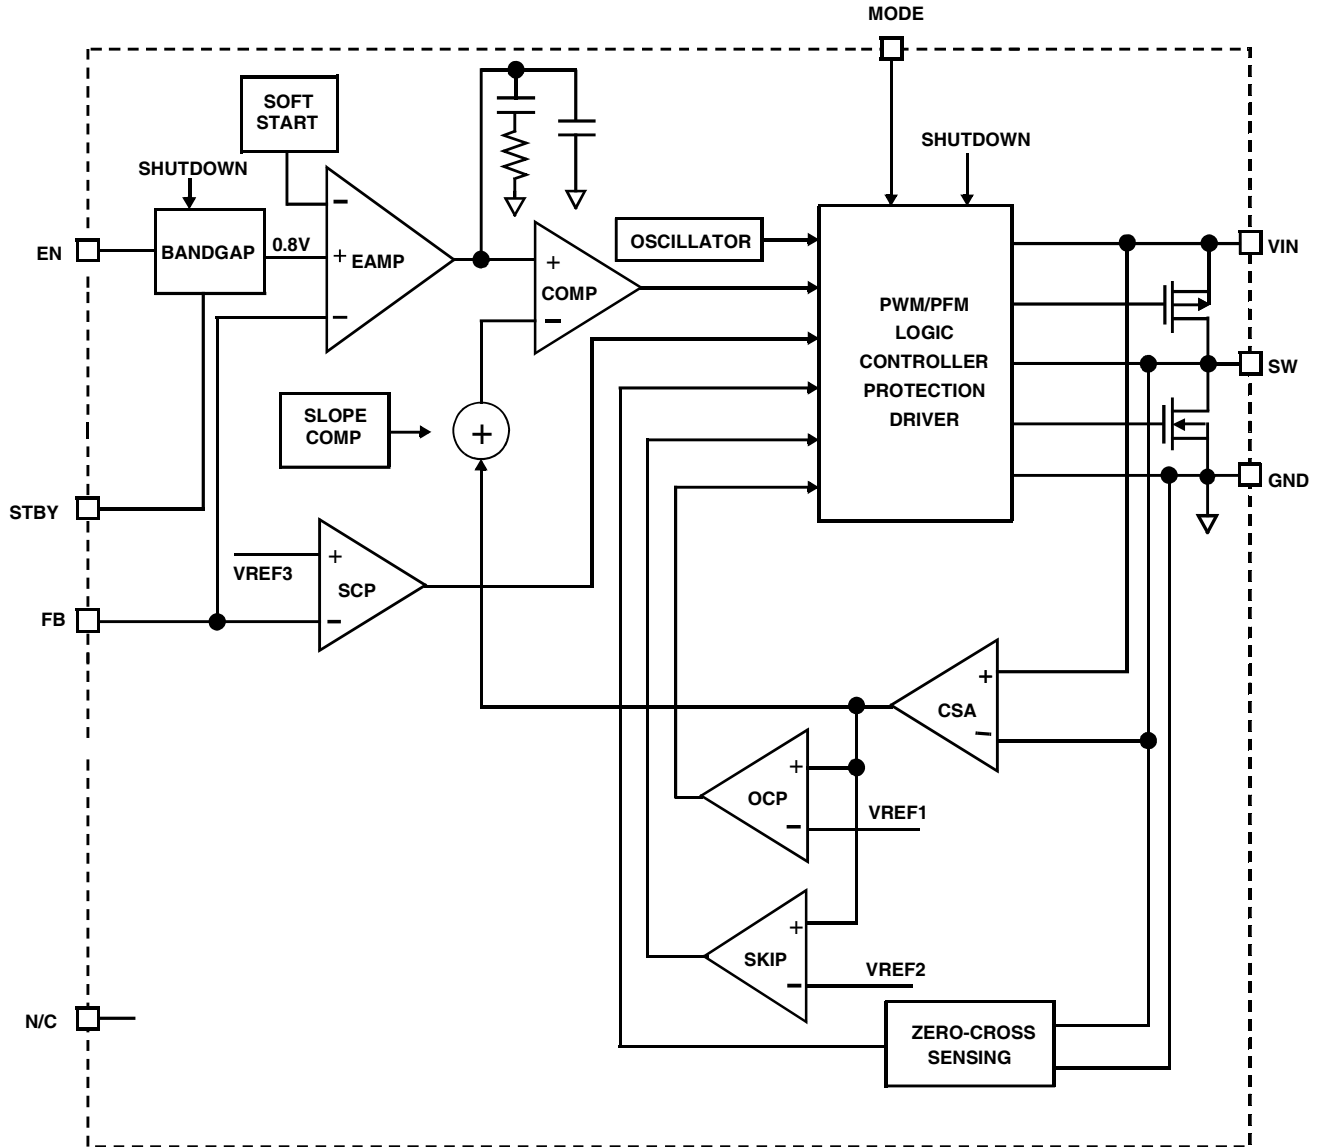 MODE
SOFT
START
SHUTDOWN
SHUTDOWN
EN
BANDGAP
0.8V
−
+
−
EAMP
+
−
COMP
OSCILLATOR
VIN
PWM/PFM
LOGIC
CONTROLLER
PROTECTION
DRIVER
SW
SLOPE
COMP
+
GND
STBY
VREF3
+
−
SCP
FB
+
−
CSA
+
−
OCP
VREF1
+
−
SKIP
VREF2
N/C
ZERO-CROSS
SENSING